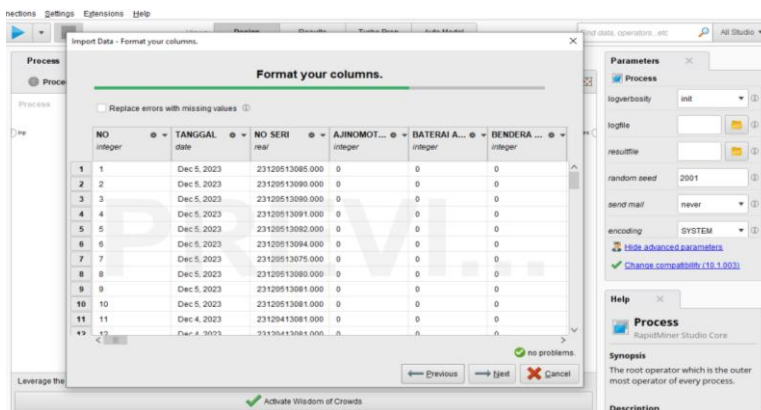 nnections Settings Extensions Help
Find data, operators...etc
All Studio
Import Data - Format your columns.
Format your columns.
Replace errors with missing values
NO TANGGAL NO SERI AJINOMOT... BATERAI A... BENDERA ...
integer date real integer integer integer
1 1 Dec 5, 2023 23120513085.000 0 0 0
2 2 Dec 5, 2023 23120513090.000 0 0 0
3 3 Dec 5, 2023 23120513090.000 0 0 0
4 4 Dec 5, 2023 23120513091.000 0 0 0
5 5 Dec 5, 2023 23120513092.000 0 0 0
6 6 Dec 5, 2023 23120513094.000 0 0 0
7 7 Dec 5, 2023 23120513075.000 0 0 0
8 8 Dec 5, 2023 23120513080.000 0 0 0
9 9 Dec 5, 2023 23120513081.000 0 0 0
10 10 Dec 5, 2023 23120513081.000 0 0 0
11 11 Dec 4, 2023 23120413081.000 0 0 0
PREVI...
no problems.
Previous Next Cancel
Process
Proce
Process
inp
Leverage the
Activate Wisdom of Crowds
Parameters
Process
logverbosity init
logfile
resultfile
random seed 2001
send mail never
encoding SYSTEM
Hide advanced parameters
Change compatibility (10.1.003)
Help
Process
RapidMiner Studio Core
Synopsis
The root operator which is the outer
most operator of every process.
Description